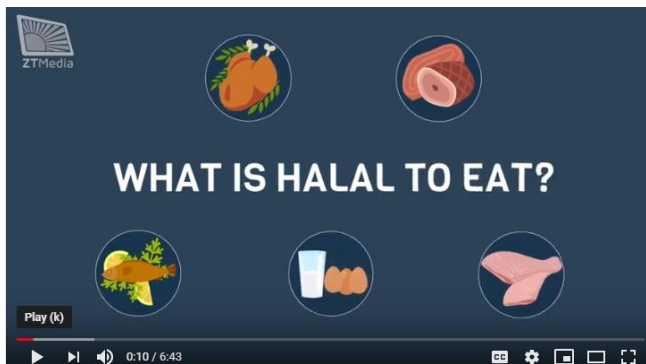 ZTMedia
WHAT IS HALAL TO EAT?
Play (k)
0:10 / 6:43
CC